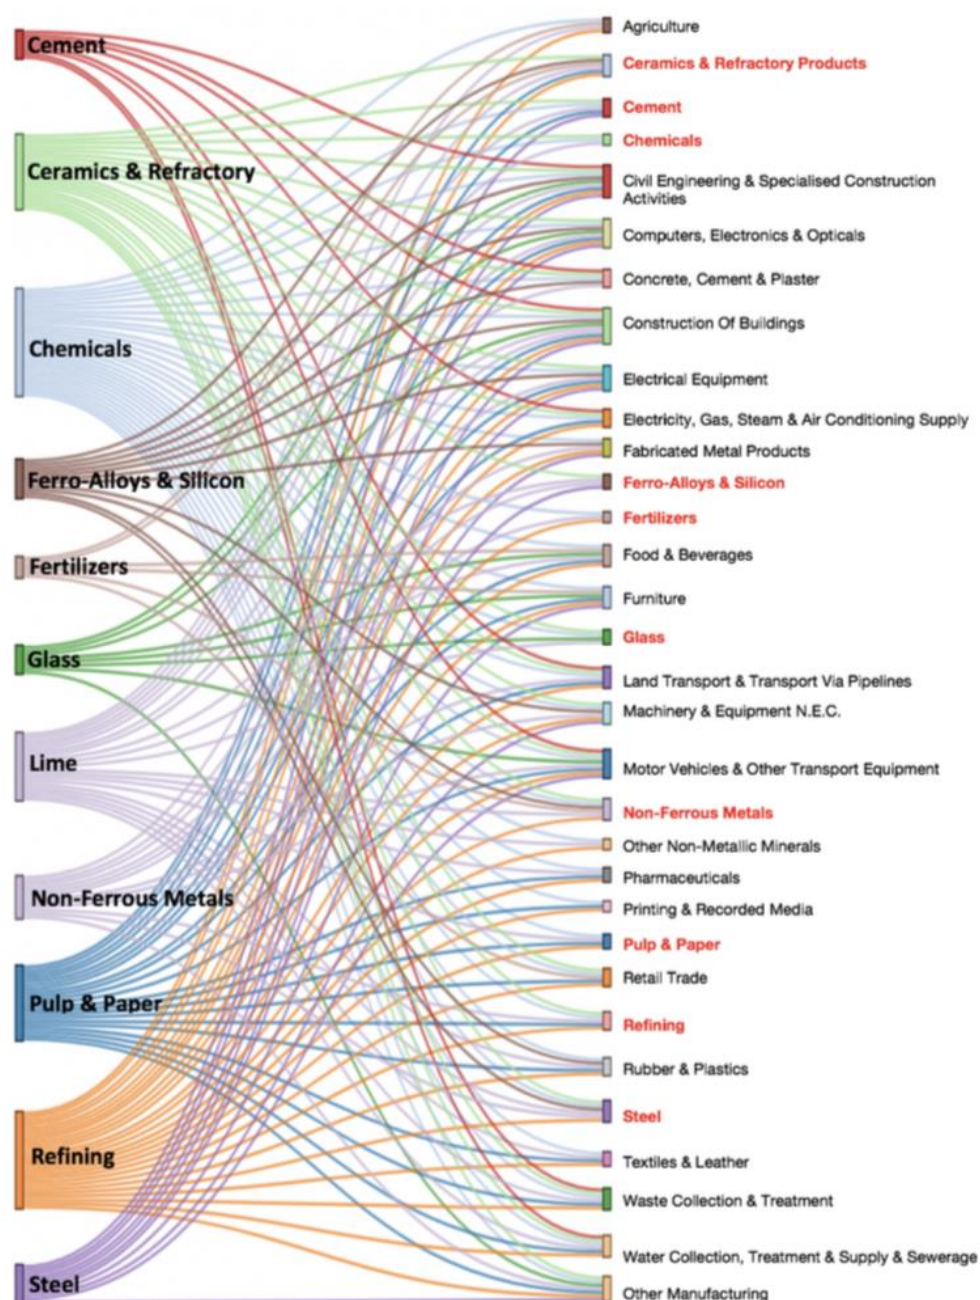 Cement
Ceramics & Refractory
Chemicals
Ferro-Alloys & Silicon
Fertilizers
Glass
Lime
Non-Ferrous Metals
Pulp & Paper
Refining
Steel
Agriculture
Ceramics & Refractory Products
Cement
Chemicals
Civil Engineering & Specialised Construction
Activities
Computers, Electronics & Opticals
Concrete, Cement & Plaster
Construction Of Buildings
Electrical Equipment
Electricity, Gas, Steam & Air Conditioning Supply
Fabricated Metal Products
Ferro-Alloys & Silicon
Fertilizers
Food & Beverages
Furniture
Glass
Land Transport & Transport Via Pipelines
Machinery & Equipment N.E.C.
Motor Vehicles & Other Transport Equipment
Non-Ferrous Metals
Other Non-Metallic Minerals
Pharmaceuticals
Printing & Recorded Media
Pulp & Paper
Retail Trade
Refining
Rubber & Plastics
Steel
Textiles & Leather
Waste Collection & Treatment
Water Collection, Treatment & Supply & Sewerage
Other Manufacturing